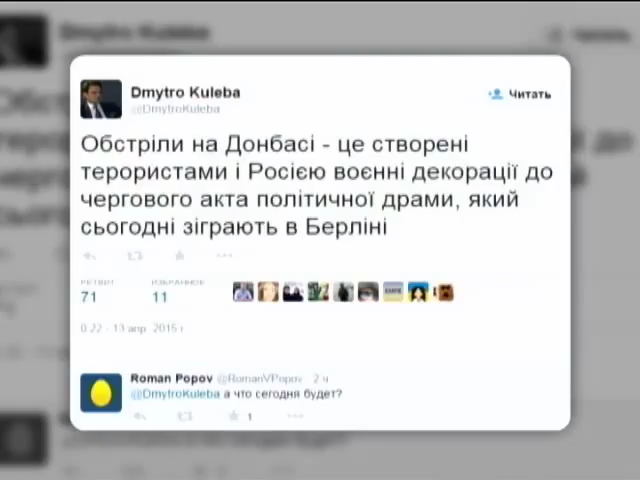 Dmytro Kuleba
@DmytroKuleba
Читать
Обстріли на Донбасі - це створені
терористами і Росією воєнні декорації до
чергового акта політичної драми, який
сьогодні зіграють в Берліні
РЕТВИТ ИЗБРАННОЕ
71 11
0:22 - 13 апр. 2015 г.
Roman Popov @RomanVPopov 2 ч
@DmytroKuleba а что сегодня будет?
1